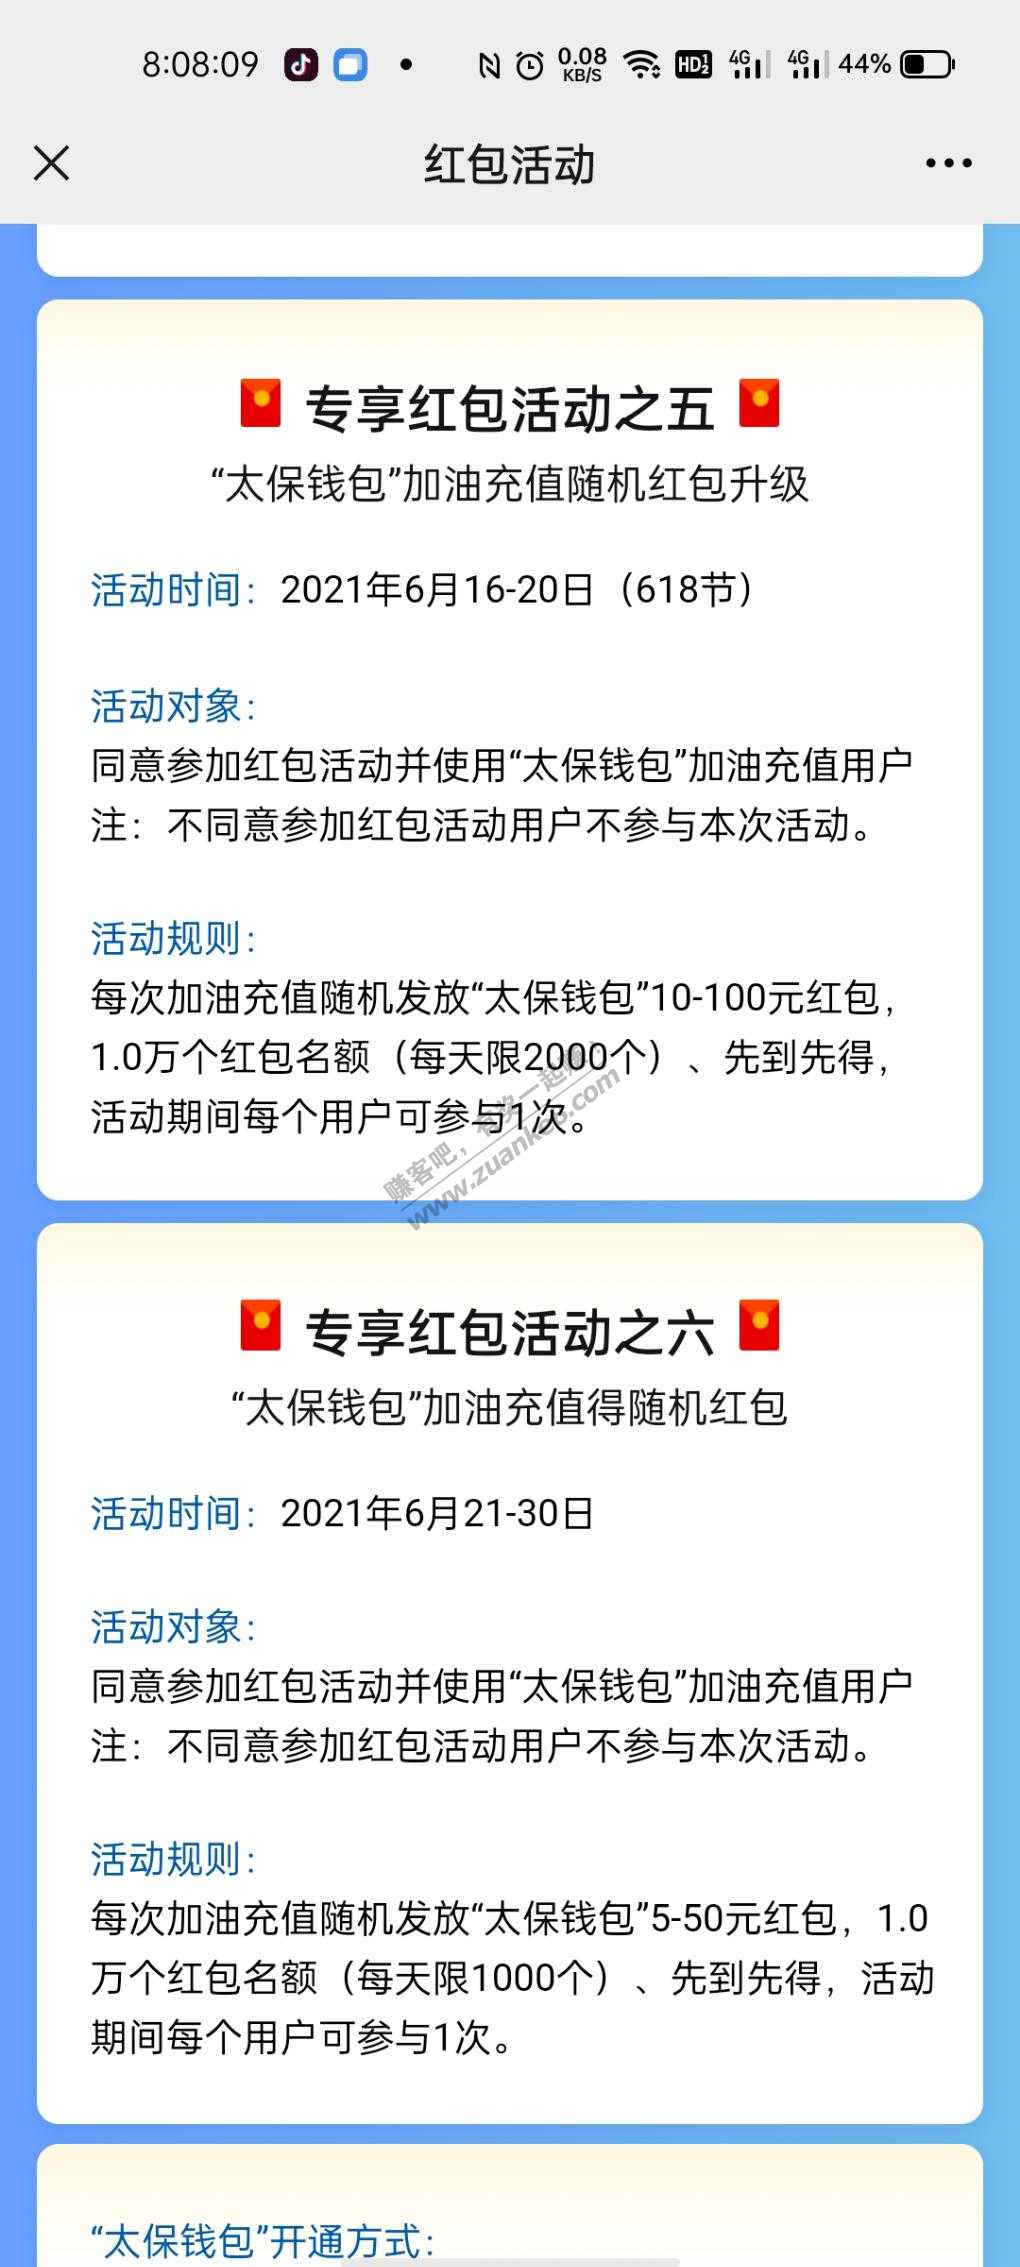 8:08:09
0.08
KB/S
HD
4G
4G
44%
红包活动
专享红包活动之五
“太保钱包”加油充值随机红包升级
活动时间：2021年6月16-20日（618节）
活动对象：
同意参加红包活动并使用“太保钱包”加油充值用户
注：不同意参加红包活动用户不参与本次活动。
活动规则：
每次加油充值随机发放“太保钱包”10-100元红包，
1.0万个红包名额（每天限2000个）、先到先得，
活动期间每个用户可参与1次。
赚客吧，有奖一起赚！
www.zuanke8.com
专享红包活动之六
“太保钱包”加油充值得随机红包
活动时间：2021年6月21-30日
活动对象：
同意参加红包活动并使用“太保钱包”加油充值用户
注：不同意参加红包活动用户不参与本次活动。
活动规则：
每次加油充值随机发放“太保钱包”5-50元红包，1.0
万个红包名额（每天限1000个）、先到先得，活动
期间每个用户可参与1次。
“太保钱包”开通方式：